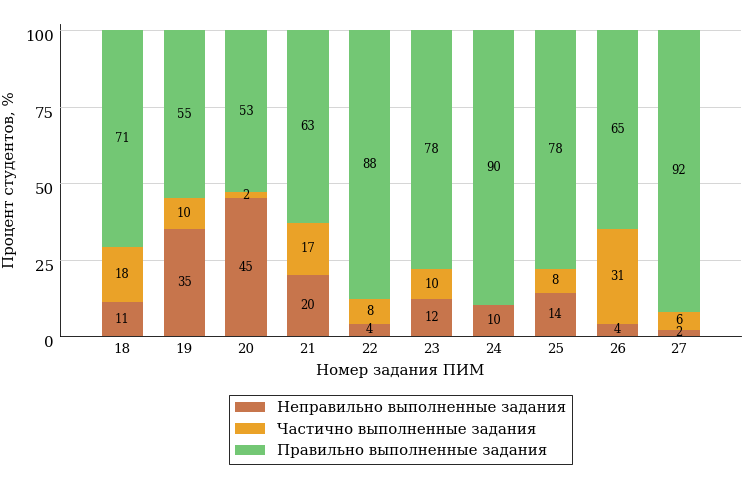 Процент студентов, %
100
75
50
25
0
71 55 53 63 88 78 90 78 65 92
18 10 2 17 8 10 8 31 6
11 35 45 20 4 12 10 14 4 2
18 19 20 21 22 23 24 25 26 27
Номер задания ПИМ
Неправильно выполненные задания
Частично выполненные задания
Правильно выполненные задания